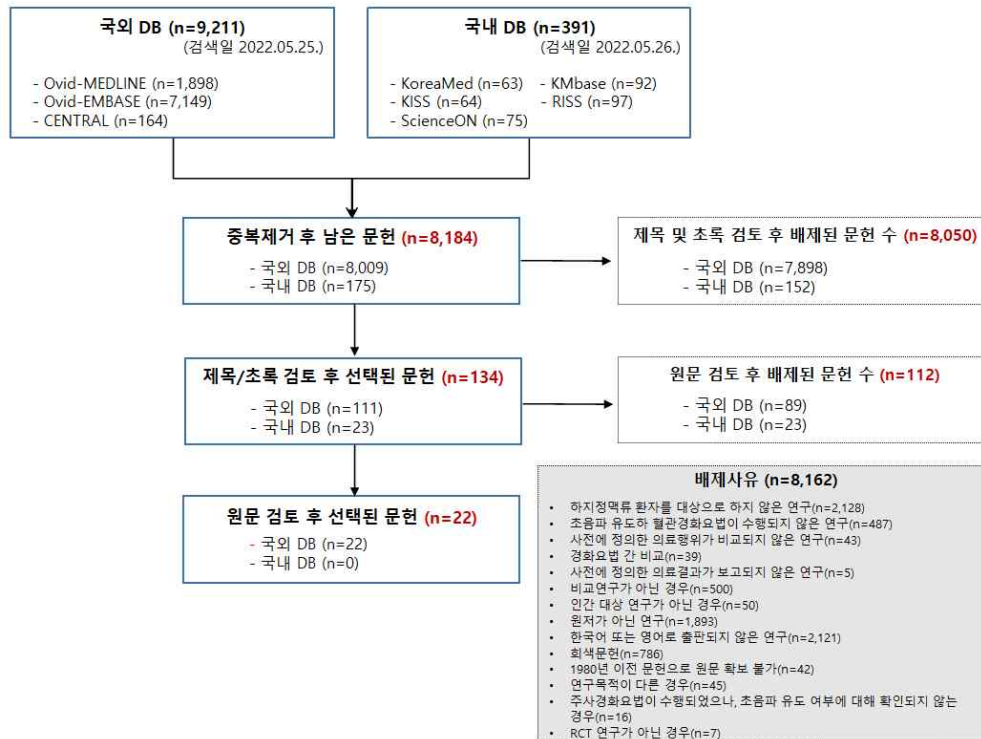 국외 DB (n=9,211)
(검색일 2022.05.25.)
- Ovid-MEDLINE (n=1,898)
- Ovid-EMBASE (n=7,149)
- CENTRAL (n=164)
국내 DB (n=391)
(검색일 2022.05.26.)
- KoreaMed (n=63) - KMbase (n=92)
- KISS (n=64) - RISS (n=97)
- ScienceON (n=75)
중복제거 후 남은 문헌 (n=8,184)
- 국외 DB (n=8,009)
- 국내 DB (n=175)
제목 및 초록 검토 후 배제된 문헌 수 (n=8,050)
- 국외 DB (n=7,898)
- 국내 DB (n=152)
제목/초록 검토 후 선택된 문헌 (n=134)
- 국외 DB (n=111)
- 국내 DB (n=23)
원문 검토 후 배제된 문헌 수 (n=112)
- 국외 DB (n=89)
- 국내 DB (n=23)
원문 검토 후 선택된 문헌 (n=22)
- 국외 DB (n=22)
- 국내 DB (n=0)
배제사유 (n=8,162)
• 하지정맥류 환자를 대상으로 하지 않은 연구(n=2,128)
• 초음파 유도하 혈관경화요법이 수행되지 않은 연구(n=487)
• 사전에 정의한 의료행위가 비교되지 않은 연구(n=43)
• 경화요법 간 비교(n=39)
• 사전에 정의한 의료결과가 보고되지 않은 연구(n=5)
• 비교연구가 아닌 경우(n=500)
• 인간 대상 연구가 아닌 경우(n=50)
• 원저가 아닌 연구(n=1,893)
• 한국어 또는 영어로 출판되지 않은 연구(n=2,121)
• 회색문헌(n=786)
• 1980년 이전 문헌으로 원문 확보 불가(n=42)
• 연구목적이 다른 경우(n=45)
• 주사경화요법이 수행되었으나, 초음파 유도 여부에 대해 확인되지 않는
경우(n=16)
• RCT 연구가 아닌 경우(n=7)